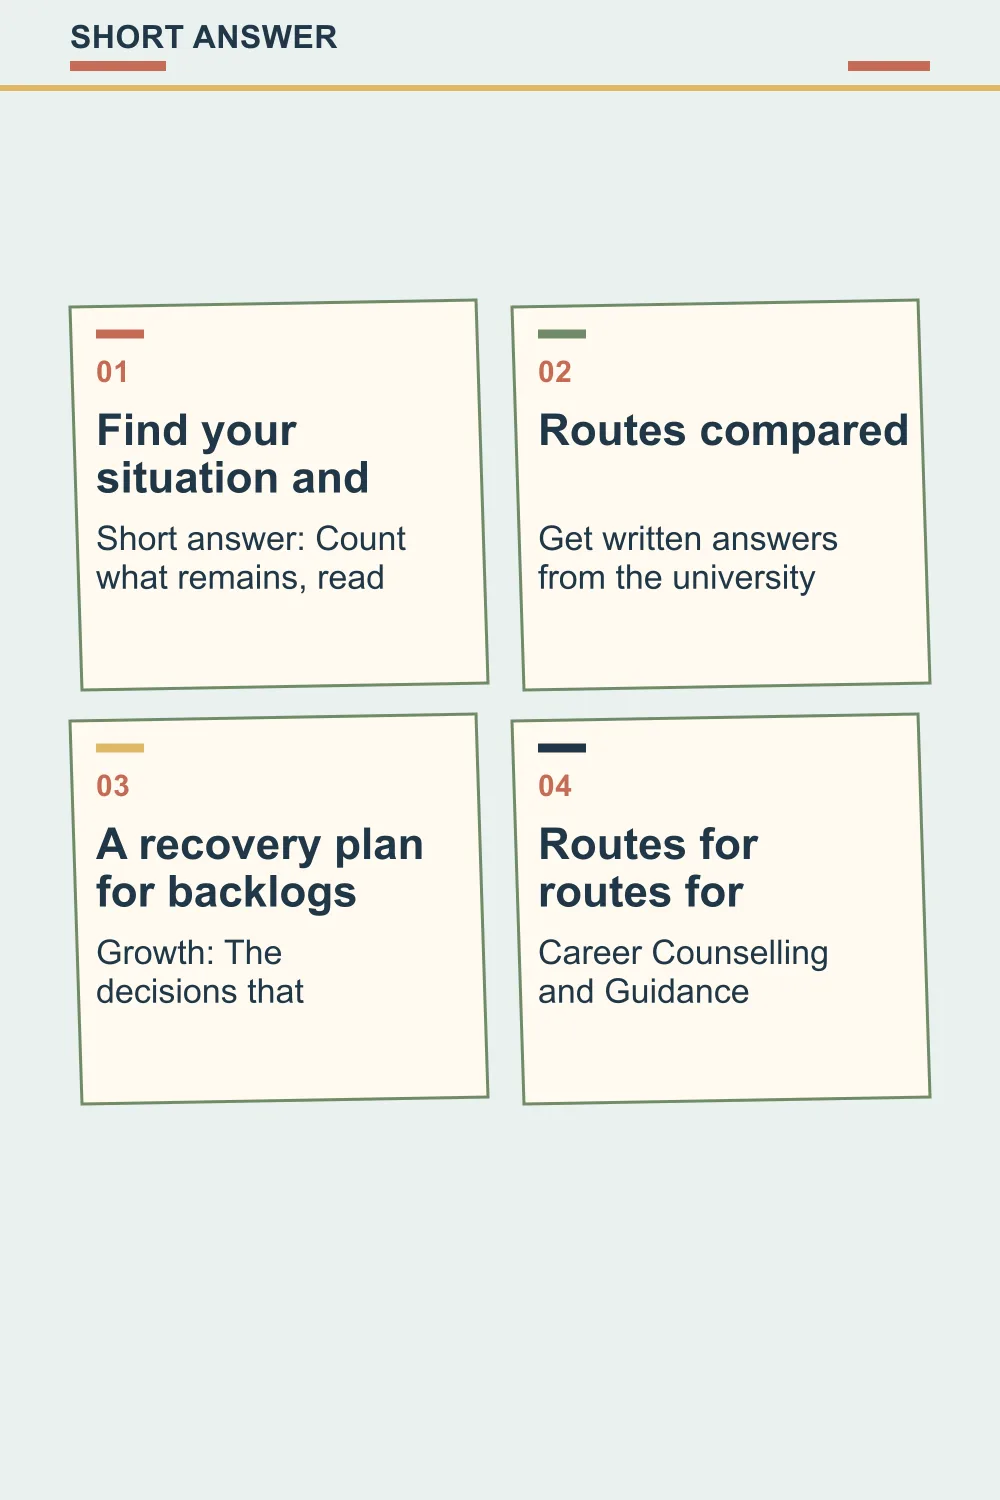 SHORT ANSWER
01
Find your
situation and
Short answer: Count
what remains, read
02
Routes compared
Get written answers
from the university
03
A recovery plan
for backlogs
Growth: The
decisions that
04
Routes for
routes for
Career Counselling
and Guidance